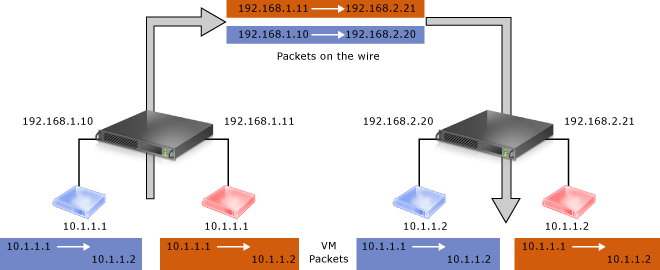 192.168.1.11 192.168.2.21
192.168.1.10 192.168.2.20
Packets on the wire
192.168.1.10 192.168.1.11 192.168.2.20 192.168.2.21
10.1.1.1 10.1.1.1 10.1.1.2 10.1.1.2
10.1.1.1 10.1.1.1 VM 10.1.1.1 10.1.1.1
10.1.1.2 10.1.1.2 Packets 10.1.1.2 10.1.1.2